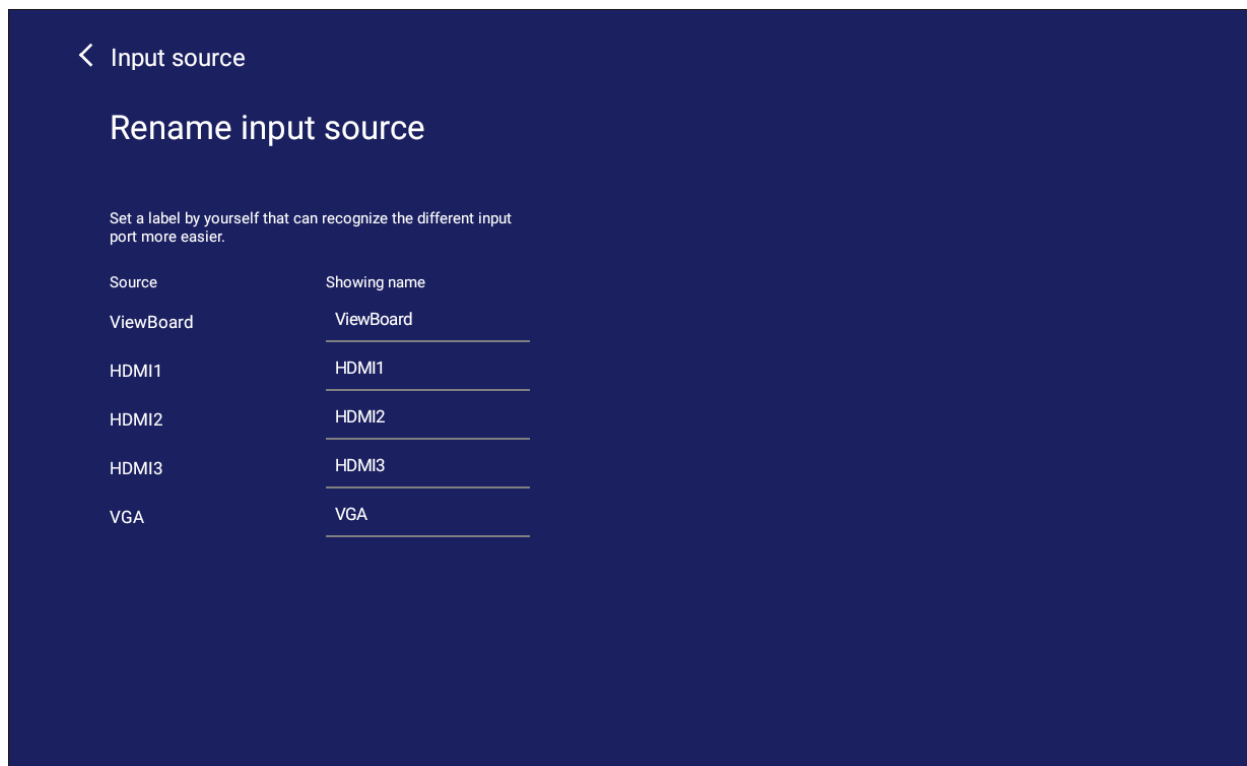 Input source
Rename input source
Set a label by yourself that can recognize the different input
port more easier.
Source Showing name
ViewBoard ViewBoard
HDMI1 HDMI1
HDMI2 HDMI2
HDMI3 HDMI3
VGA VGA